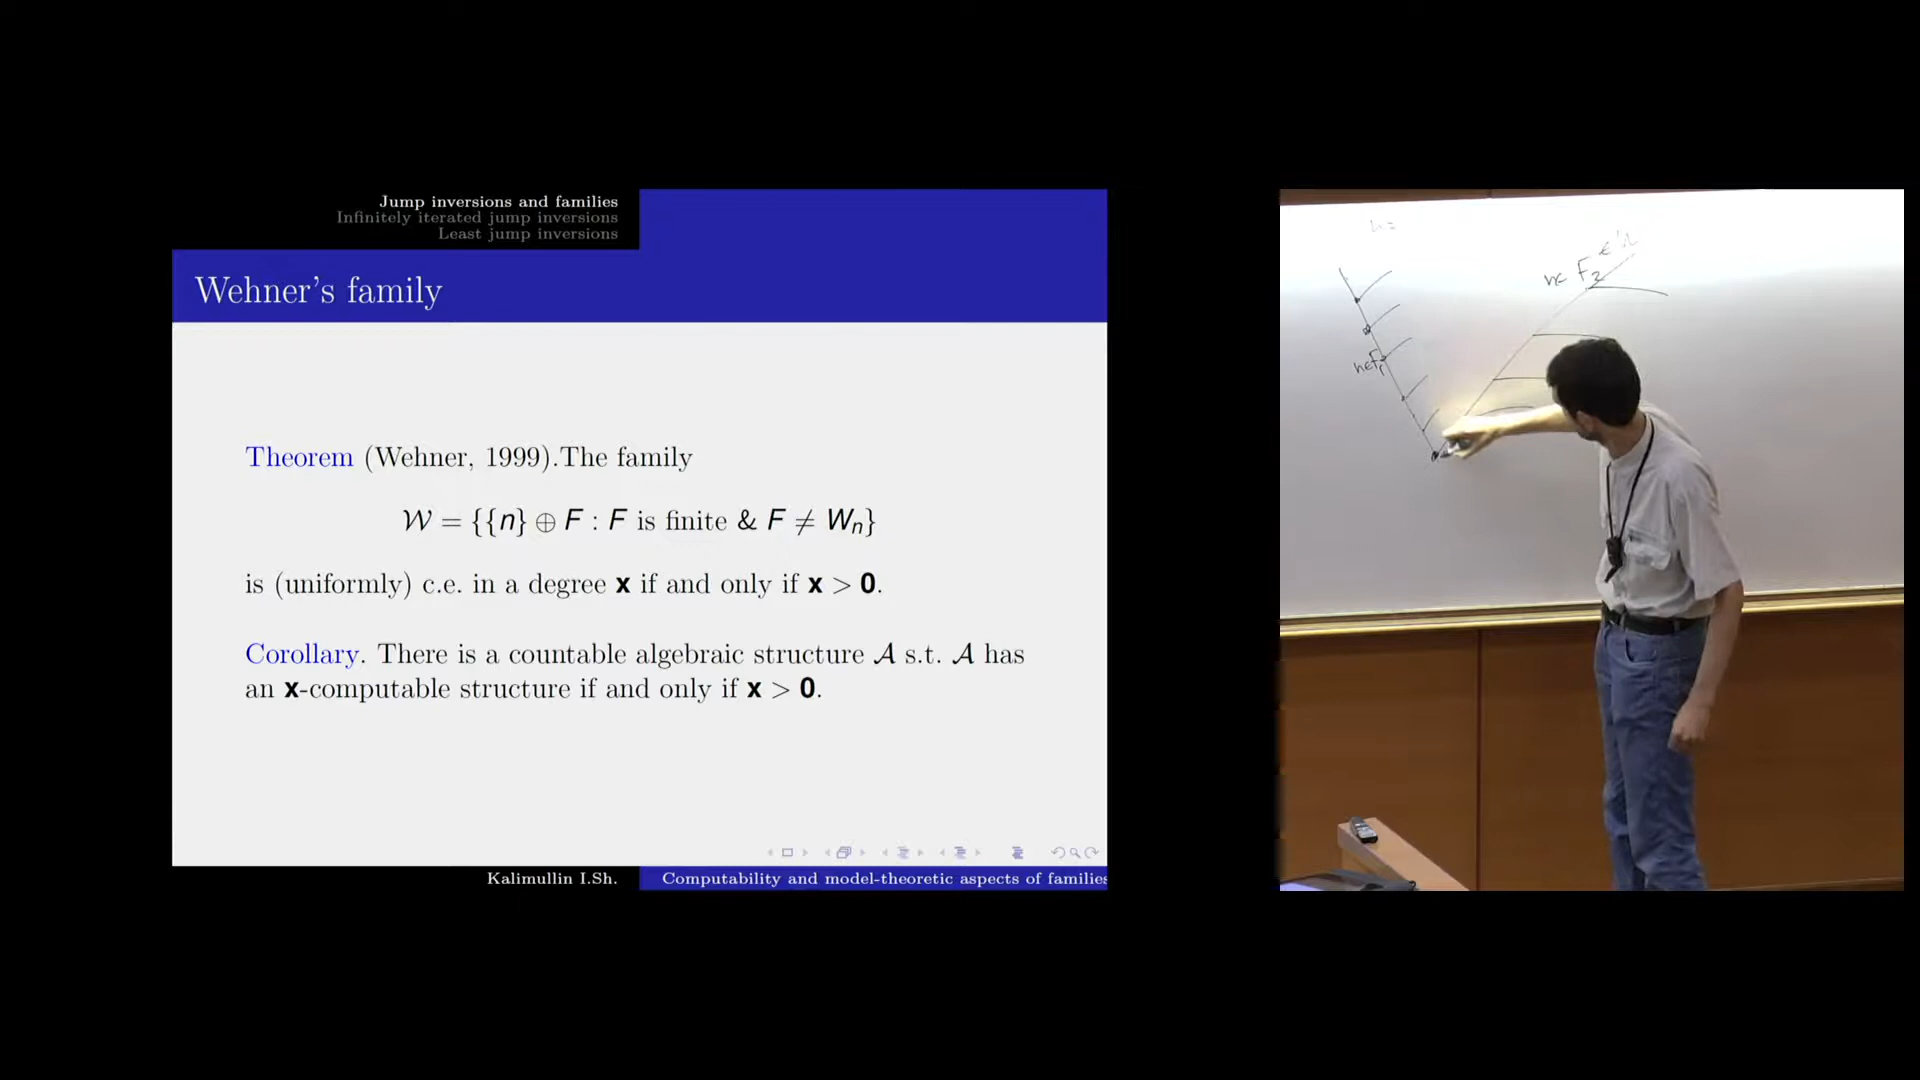 Jump inversions and families
Infinitely iterated jump inversions
Least jump inversions
Wehner's family
Theorem (Wehner, 1999).The family
𝒲 = {{n} ⊕ F : F is finite & F ≠ Wₙ}
is (uniformly) c.e. in a degree x if and only if x > 0.
Corollary. There is a countable algebraic structure 𝒜 s.t. 𝒜 has
an x-computable structure if and only if x > 0.
Kalimullin I.Sh.
Computability and model-theoretic aspects of families
n∈F₁